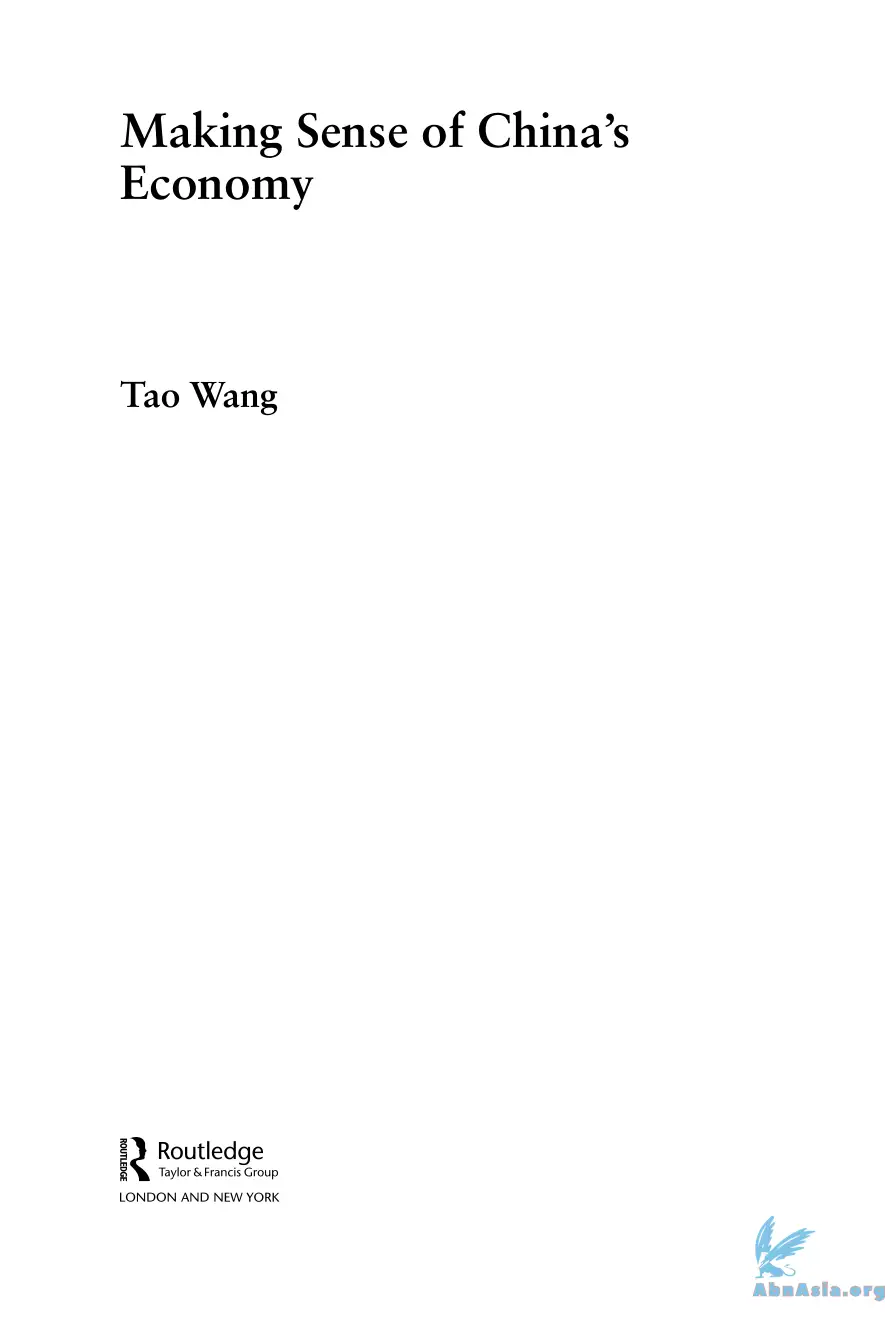 Making Sense of China’s
Economy
Tao Wang
ROUTLEDGE
Routledge
Taylor & Francis Group
LONDON AND NEW YORK
AbnAsia.org